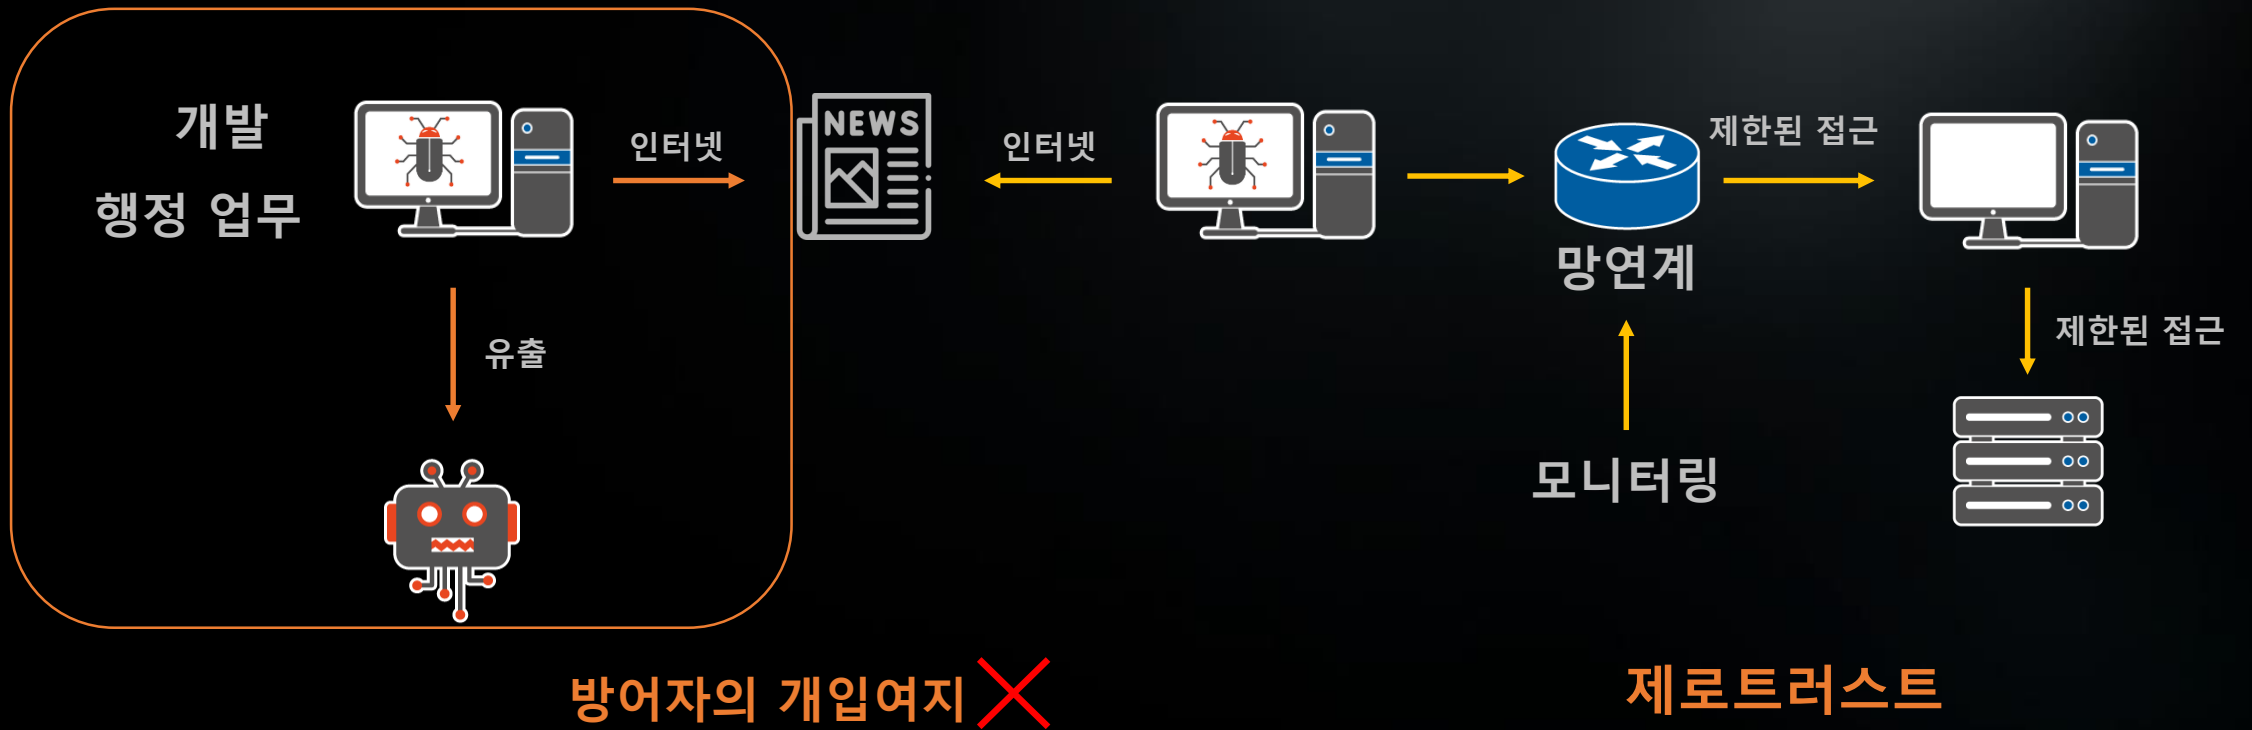 개발
행정 업무
인터넷
유출
NEWS
인터넷
망연계
모니터링
제한된 접근
제한된 접근
방어자의 개입여지
제로트러스트